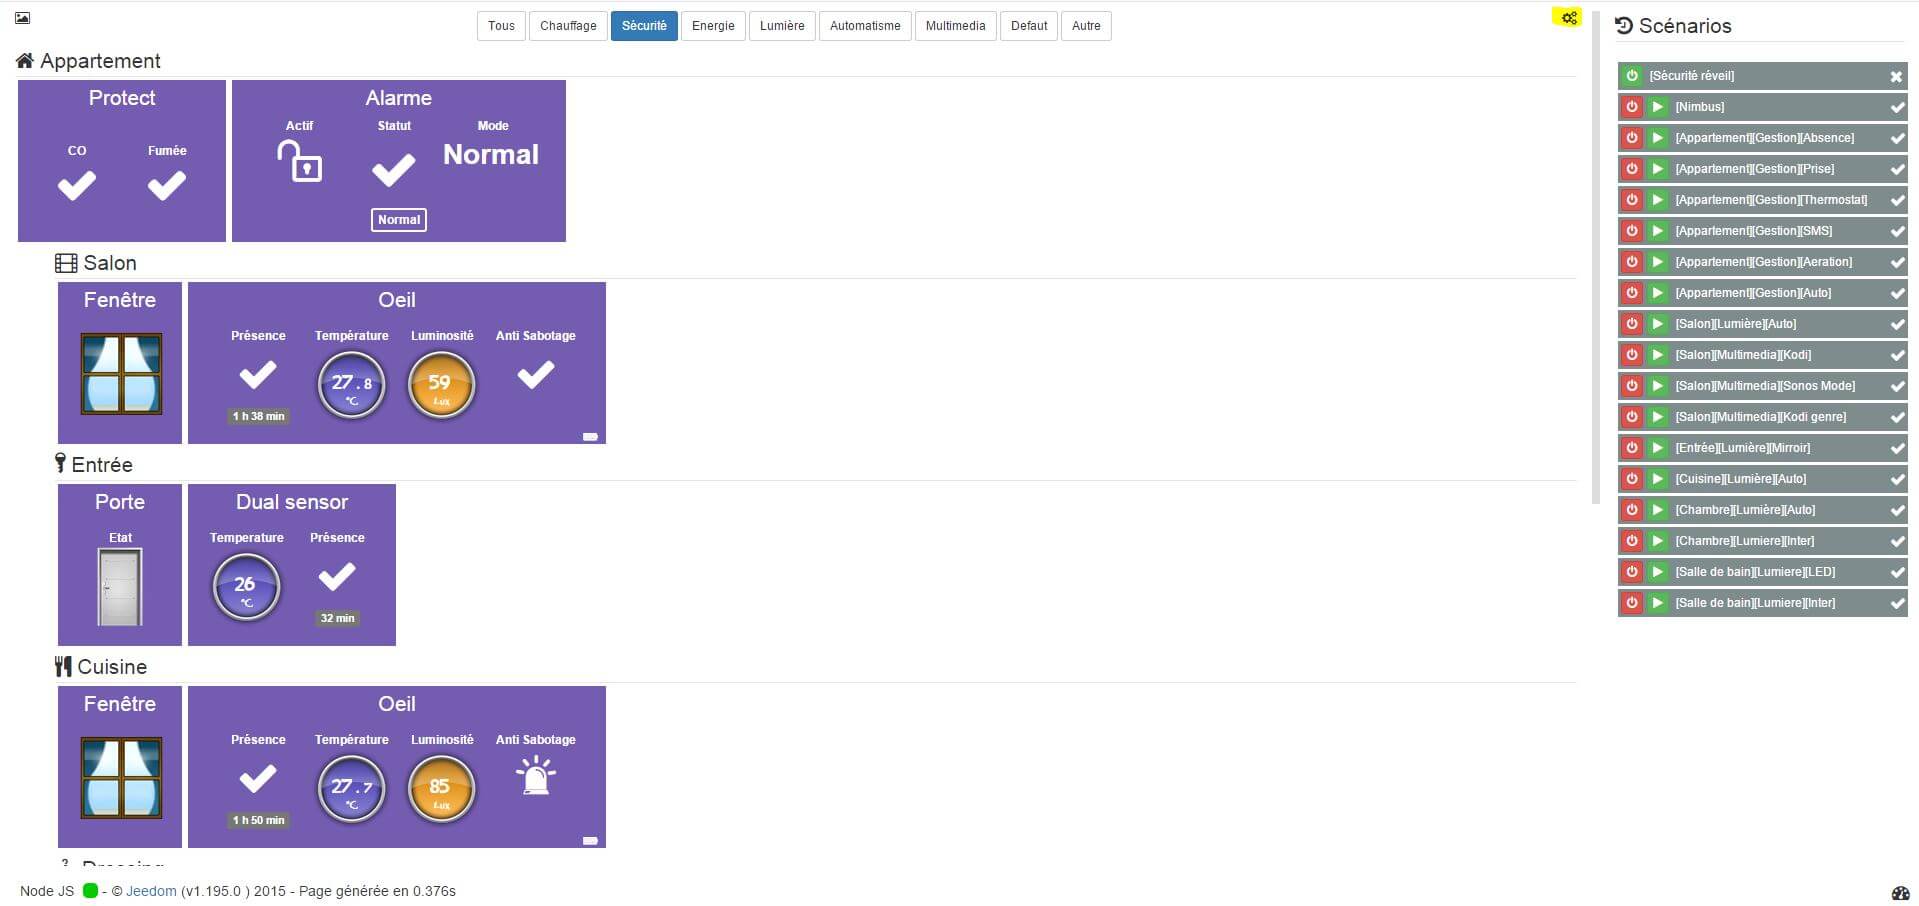 Tous Chauffage Sécurité Energie Lumière Automatisme Multimedia Defaut Autre
Appartement
Protect
CO Fumée
Alarme
Actif Statut Mode
Normal
Normal
Salon
Fenêtre
Oeil
Présence Température Luminosité Anti Sabotage
27.8 59
°C Lux
1 h 38 min
Entrée
Porte
Etat
Dual sensor
Temperature Présence
26
°C
32 min
Cuisine
Fenêtre
Oeil
Présence Température Luminosité Anti Sabotage
27.7 85
°C Lux
1 h 50 min
Dressing
Scénarios
[Sécurité réveil]
[Nimbus]
[Appartement][Gestion][Absence]
[Appartement][Gestion][Prise]
[Appartement][Gestion][Thermostat]
[Appartement][Gestion][SMS]
[Appartement][Gestion][Aeration]
[Appartement][Gestion][Auto]
[Salon][Lumière][Auto]
[Salon][Multimedia][Kodi]
[Salon][Multimedia][Sonos Mode]
[Salon][Multimedia][Kodi genre]
[Entrée][Lumière][Mirroir]
[Cuisine][Lumière][Auto]
[Chambre][Lumière][Auto]
[Chambre][Lumiere][Inter]
[Salle de bain][Lumiere][LED]
[Salle de bain][Lumiere][Inter]
Node JS - © Jeedom (v1.195.0 ) 2015 - Page générée en 0.376s